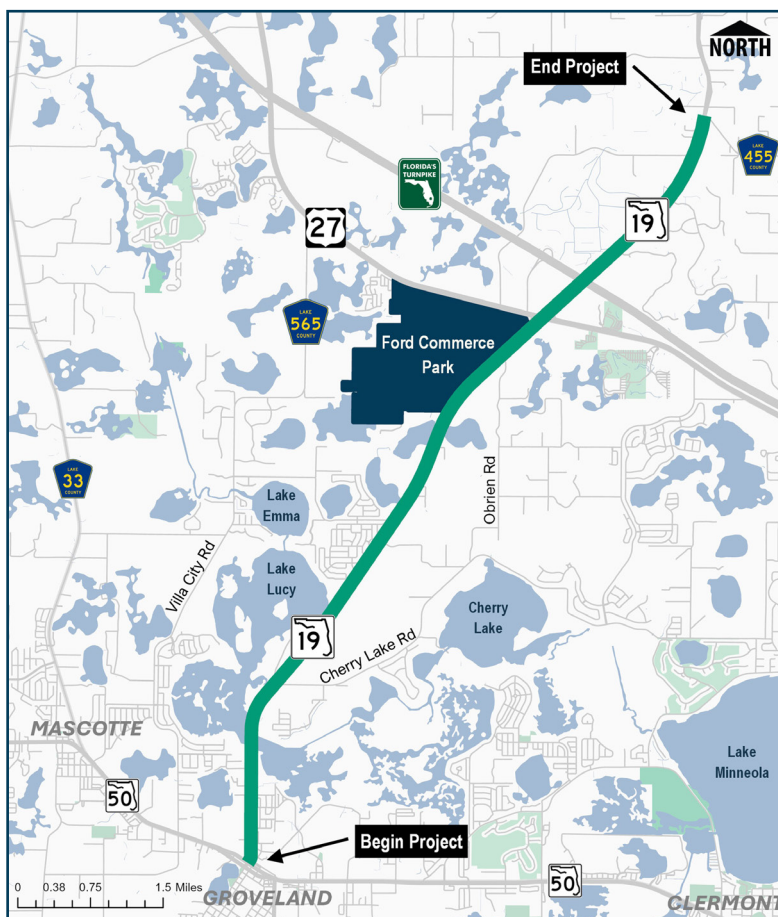 NORTH
End Project
LAKE
455
COUNTY
FLORIDA'S
TURNPIKE
19
27
LAKE
565
COUNTY
Ford Commerce
Park
LAKE
33
COUNTY
Obrien Rd
Lake
Emma
Villa City Rd
Lake
Lucy
Cherry
Lake
19
Cherry Lake Rd
MASCOTTE
Lake
Minneola
50
Begin Project
0 0.38 0.75 1.5 Miles
GROVELAND
50
CLERMONT